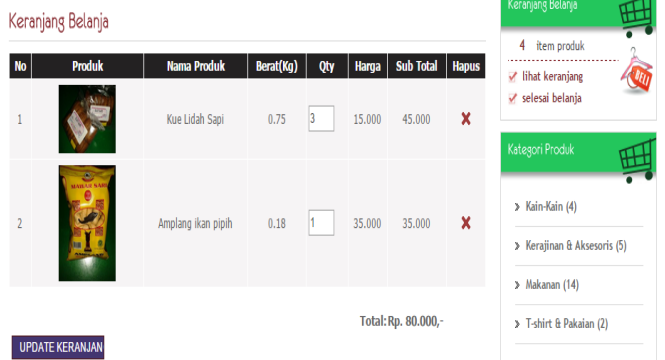 Keranjang Belanja
No Produk Nama Produk Berat(Kg) Qty Harga Sub Total Hapus
1 Kue Lidah Sapi 0.75 3 15.000 45.000
2 Amplang ikan pipih 0.18 1 35.000 35.000
Total: Rp. 80.000,-
UPDATE KERANJAN
Keranjang Belanja
4 item produk
lihat keranjang
selesai belanja
BELI
Kategori Produk
Kain-Kain (4)
Kerajinan & Aksesoris (5)
Makanan (14)
T-shirt & Pakaian (2)